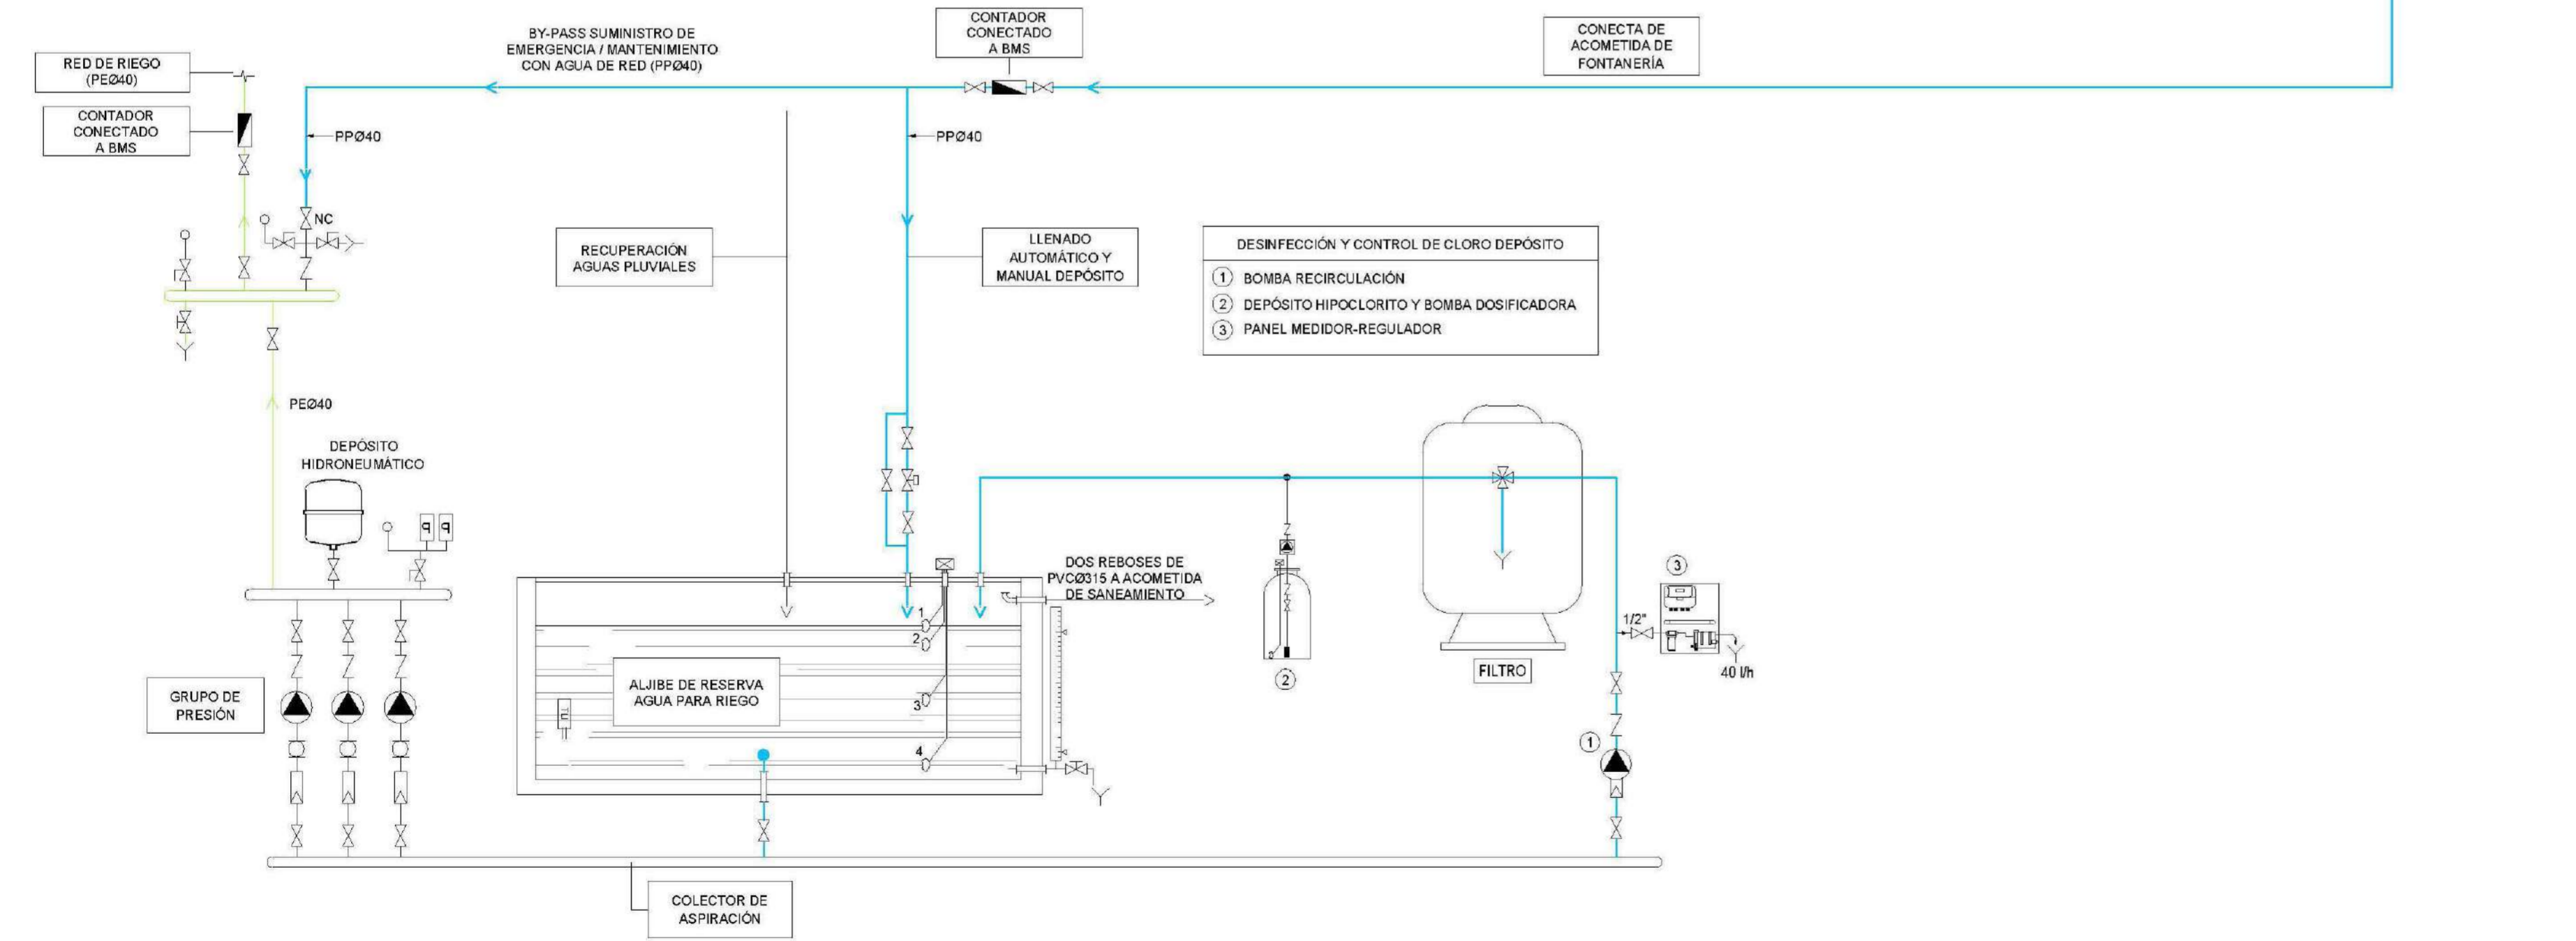 CONTADOR
CONECTADO
A BMS
CONECTA DE
ACOMETIDA DE
FONTANERÍA
BY-PASS SUMINISTRO DE
EMERGENCIA / MANTENIMIENTO
CON AGUA DE RED (PPØ40)
RED DE RIEGO
(PEØ40)
CONTADOR
CONECTADO
A BMS
PPØ40
PPØ40
NC
RECUPERACIÓN
AGUAS PLUVIALES
LLENADO
AUTOMÁTICO Y
MANUAL DEPÓSITO
DESINFECCIÓN Y CONTROL DE CLORO DEPÓSITO
1 BOMBA RECIRCULACIÓN
2 DEPÓSITO HIPOCLORITO Y BOMBA DOSIFICADORA
3 PANEL MEDIDOR-REGULADOR
PEØ40
DEPÓSITO
HIDRONEUMÁTICO
P P
DOS REBOSES DE
PVCØ315 A ACOMETIDA
DE SANEAMIENTO
1
2
3
4
ALJIBE DE RESERVA
AGUA PARA RIEGO
TU
GRUPO DE
PRESIÓN
2
FILTRO
3
1/2"
40 l/h
1
COLECTOR DE
ASPIRACIÓN